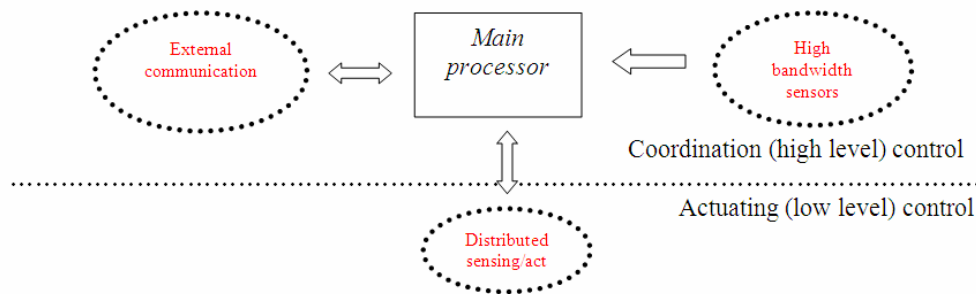 External
communication
Main
processor
High
bandwidth
sensors
Coordination (high level) control
Actuating (low level) control
Distributed
sensing/act